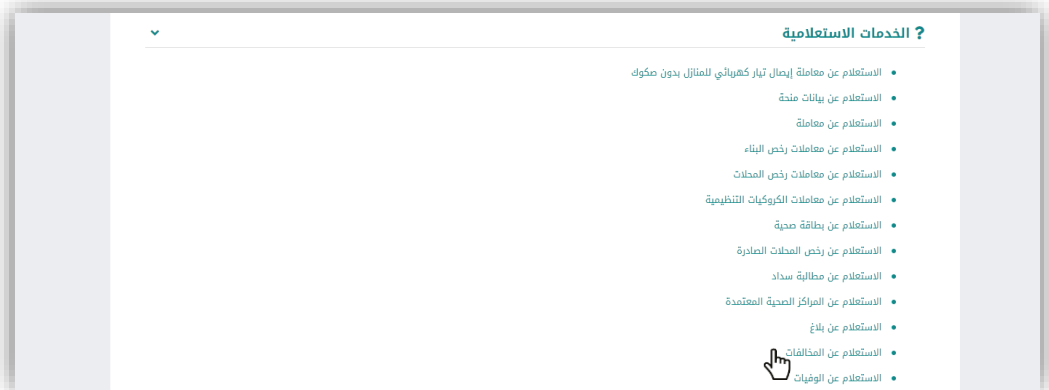 ? الخدمات الاستعلامية
الاستعلام عن معاملة إيصال تيار كهربائي للمنازل بدون صكوك
الاستعلام عن بيانات منحة
الاستعلام عن معاملة
الاستعلام عن معاملات رخص البناء
الاستعلام عن معاملات رخص المحلات
الاستعلام عن معاملات الكروكيات التنظيمية
الاستعلام عن بطاقة صحية
الاستعلام عن رخص المحلات الصادرة
الاستعلام عن مطالبة سداد
الاستعلام عن المراكز الصحية المعتمدة
الاستعلام عن بلاغ
الاستعلام عن المخالفات
الاستعلام عن الوفيات